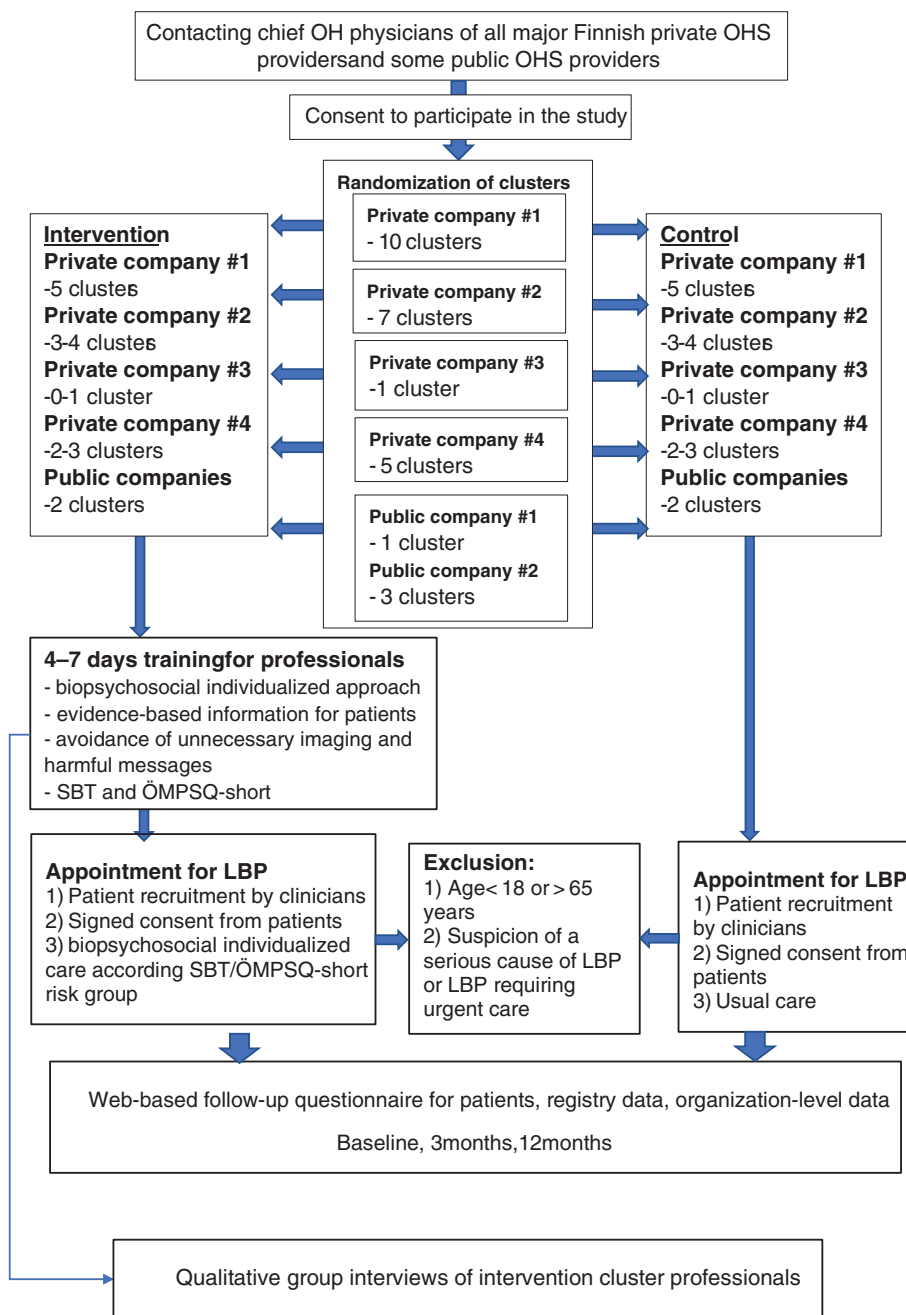 Contacting chief OH physicians of all major Finnish private OHS
providersand some public OHS providers
Consent to participate in the study
Randomization of clusters
Private company #1
- 10 clusters
Private company #2
- 7 clusters
Private company #3
-1 cluster
Private company #4
- 5 clusters
Public company #1
- 1 cluster
Public company #2
- 3 clusters
Intervention
Private company #1
-5 clusters
Private company #2
-3-4 clusters
Private company #3
-0-1 cluster
Private company #4
-2-3 clusters
Public companies
-2 clusters
Control
Private company #1
-5 clusters
Private company #2
-3-4 clusters
Private company #3
-0-1 cluster
Private company #4
-2-3 clusters
Public companies
-2 clusters
4–7 days trainingfor professionals
- biopsychosocial individualized approach
- evidence-based information for patients
- avoidance of unnecessary imaging and
harmful messages
- SBT and ÖMPSQ-short
Appointment for LBP
1) Patient recruitment by clinicians
2) Signed consent from patients
3) biopsychosocial individualized
care according SBT/ÖMPSQ-short
risk group
Exclusion:
1) Age< 18 or > 65
years
2) Suspicion of a
serious cause of LBP
or LBP requiring
urgent care
Appointment for LBP
1) Patient recruitment
by clinicians
2) Signed consent from
patients
3) Usual care
Web-based follow-up questionnaire for patients, registry data, organization-level data
Baseline, 3months,12months
Qualitative group interviews of intervention cluster professionals